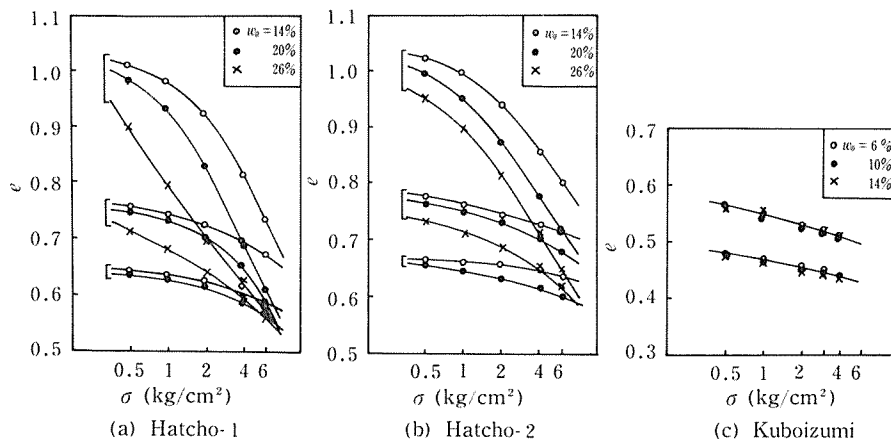 1.1
1.0
0.9
0.8
0.7
0.6
0.5
e
w₀=14%
20%
26%
0.5 1 2 4 6
σ (kg/cm²)
(a) Hatcho-1
1.1
1.0
0.9
0.8
0.7
0.6
0.5
e
w₀=14%
20%
26%
0.5 1 2 4 6
σ (kg/cm²)
(b) Hatcho-2
0.7
0.6
0.5
0.4
0.3
e
w₀= 6%
10%
14%
0.5 1 2 4 6
σ (kg/cm²)
(c) Kuboizumi